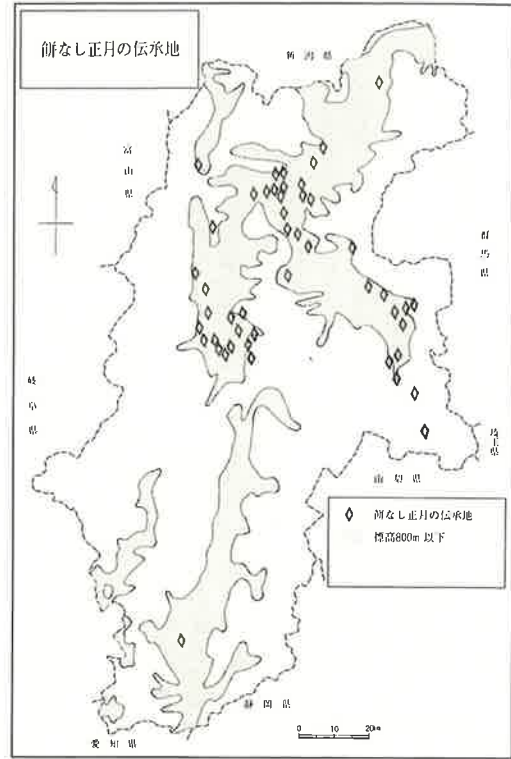 餅なし正月の伝承地
新潟県
富山県
群馬県
岐阜県
埼玉県
山梨県
餅なし正月の伝承地
標高800m以下
静岡県
愛知県
0 10 20km